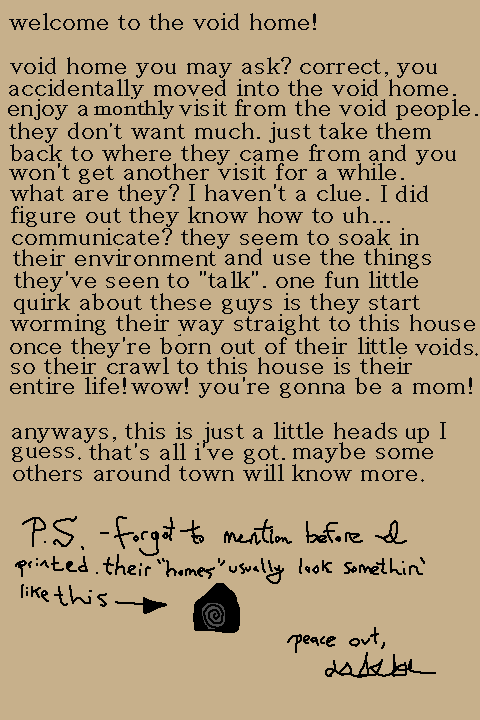 welcome to the void home!
void home you may ask? correct, you
accidentally moved into the void home.
enjoy a monthly visit from the void people.
they don't want much. just take them
back to where they came from and you
won't get another visit for a while.
what are they? I haven't a clue. I did
figure out they know how to uh...
communicate? they seem to soak in
their environment and use the things
they've seen to "talk". one fun little
quirk about these guys is they start
worming their way straight to this house
once they're born out of their little voids.
so their crawl to this house is their
entire life! wow! you're gonna be a mom!
anyways, this is just a little heads up I
guess. that's all i've got. maybe some
others around town will know more.
P.S. -forgot to mention before I
printed. their "homes" usually look somethin'
like this
peace out,